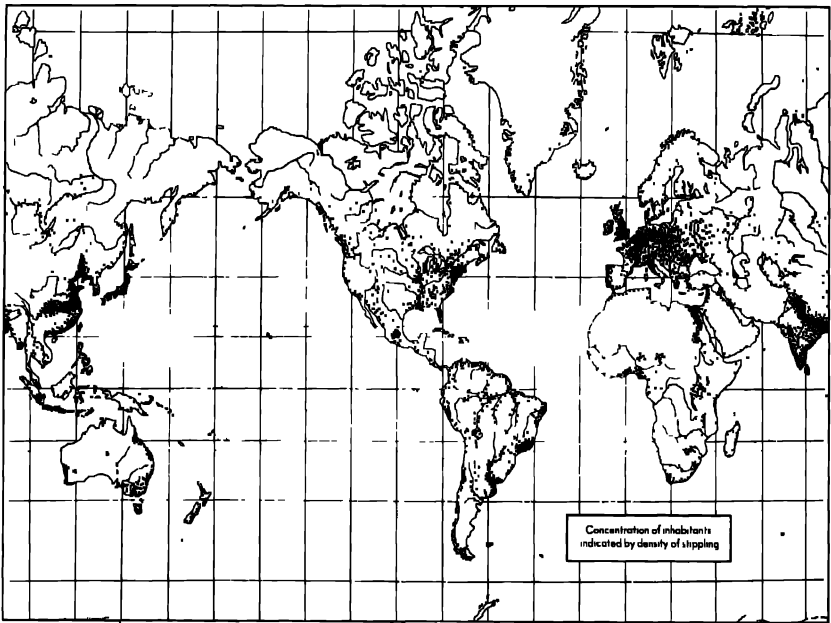 Concentration of inhabitants
indicated by density of stippling